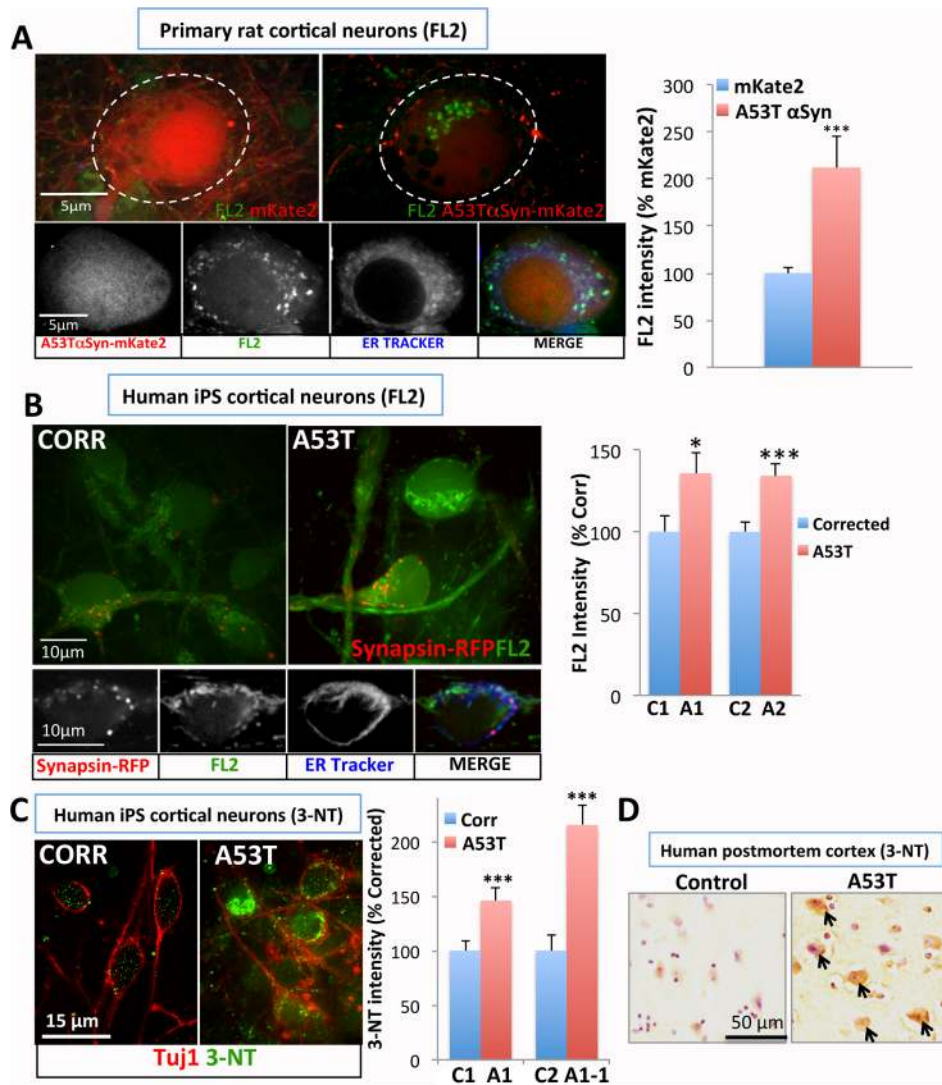 A
Primary rat cortical neurons (FL2)
5µm
FL2 mKate2
FL2 A53TαSyn-mKate2
5µm
A53TαSyn-mKate2
FL2
ER TRACKER
MERGE
FL2 intensity (% mKate2)
300
250
200
150
100
50
0
mKate2
A53T αSyn
***
B
Human iPS cortical neurons (FL2)
CORR
A53T
10µm
Synapsin-RFP FL2
10µm
Synapsin-RFP
FL2
ER Tracker
MERGE
FL2 Intensity (% Corr)
150
100
50
0
*
***
C1 A1 C2 A2
Corrected
A53T
C
Human iPS cortical neurons (3-NT)
CORR
A53T
15 µm
Tuj1 3-NT
3-NT intensity (% Corrected)
200
150
100
50
0
Corr
A53T
***
***
C1 A1 C2 A1-1
D
Human postmortem cortex (3-NT)
Control
A53T
50 µm